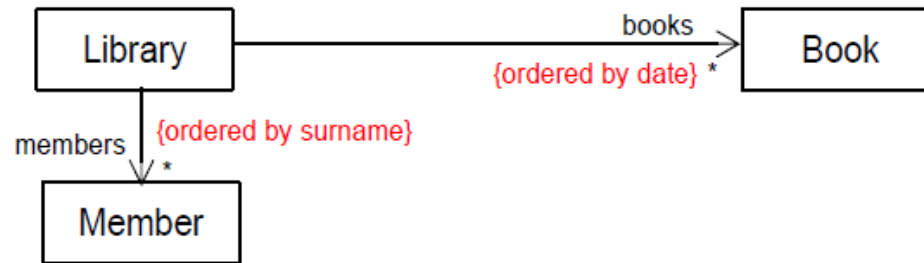 Library
books
Book
{ordered by date} *
{ordered by surname}
members
*
Member